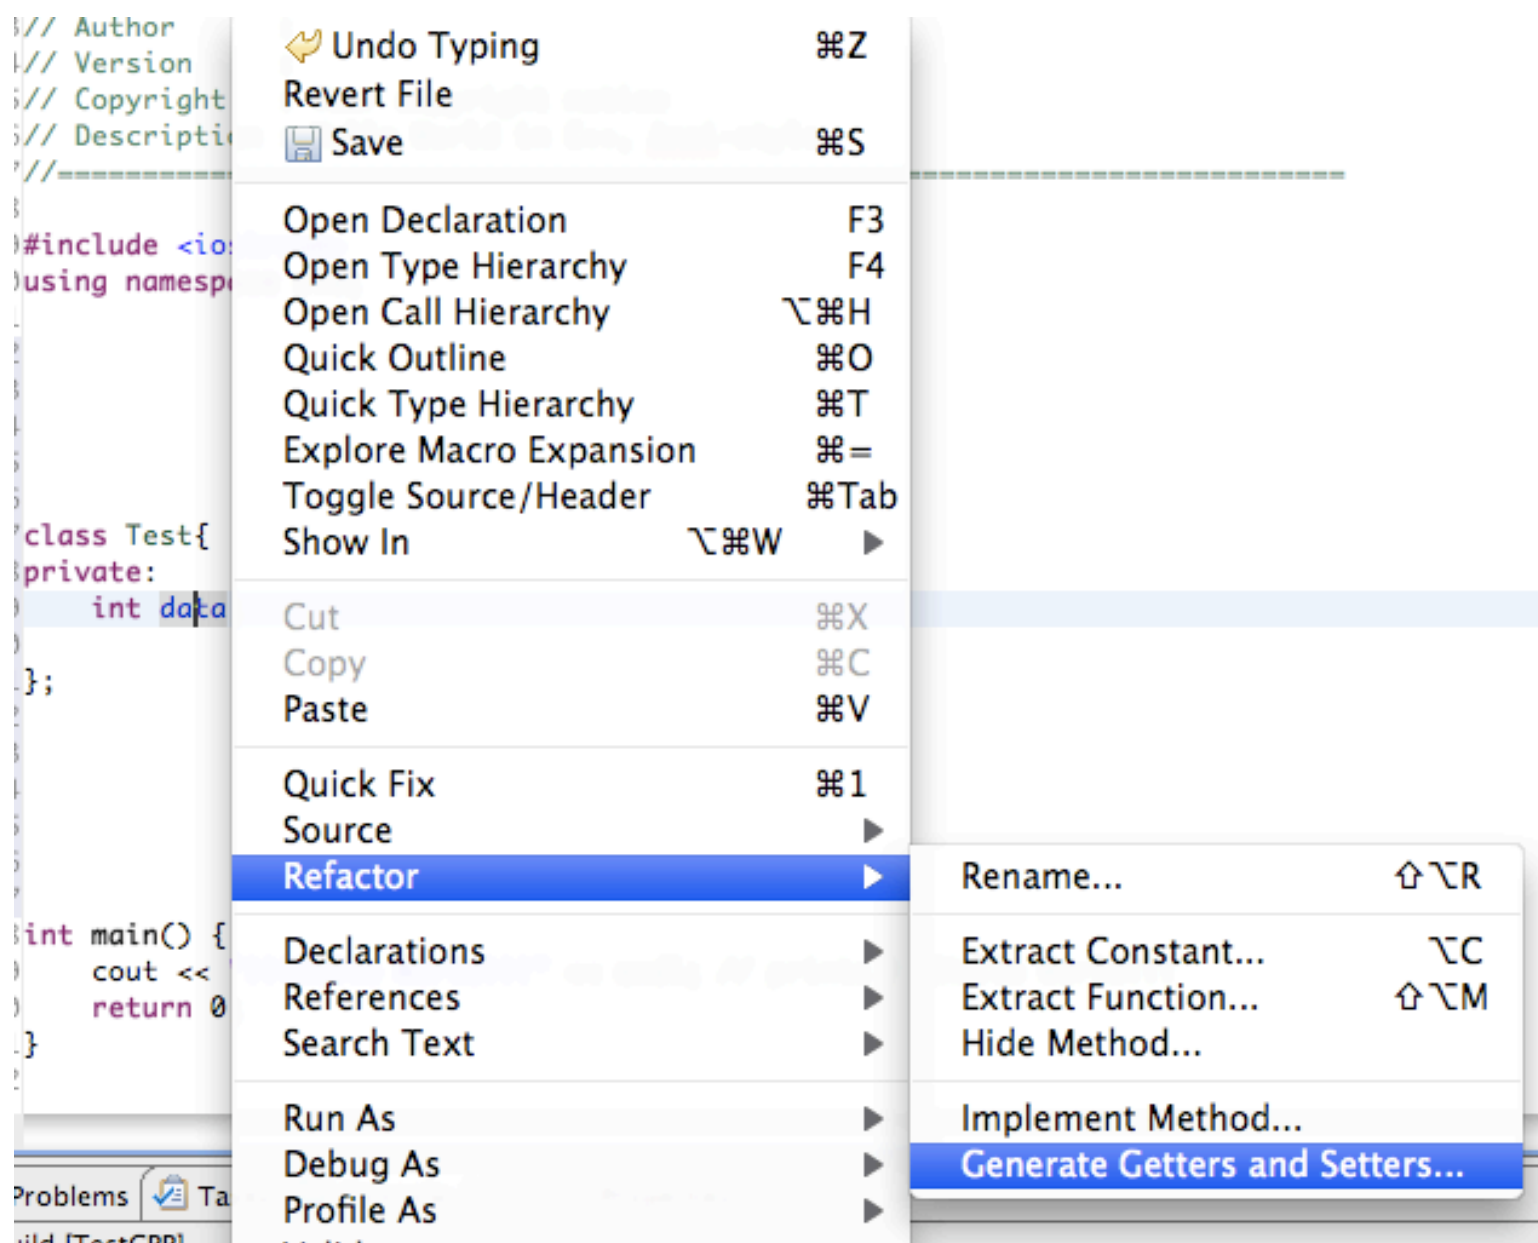 // Author
// Version
// Copyright
// Descripti
//
#include <io
using namesp
class Test{
private:
int data
};
int main() {
cout <<
return 0
}
Problems
Ta
Undo Typing ⌘Z
Revert File
Save ⌘S
Open Declaration F3
Open Type Hierarchy F4
Open Call Hierarchy ⌥⌘H
Quick Outline ⌘O
Quick Type Hierarchy ⌘T
Explore Macro Expansion ⌘=
Toggle Source/Header ⌘Tab
Show In ⌥⌘W
Cut ⌘X
Copy ⌘C
Paste ⌘V
Quick Fix ⌘1
Source
Refactor
Declarations
References
Search Text
Run As
Debug As
Profile As
Rename... ⇧⌥R
Extract Constant... ⌥C
Extract Function... ⇧⌥M
Hide Method...
Implement Method...
Generate Getters and Setters...